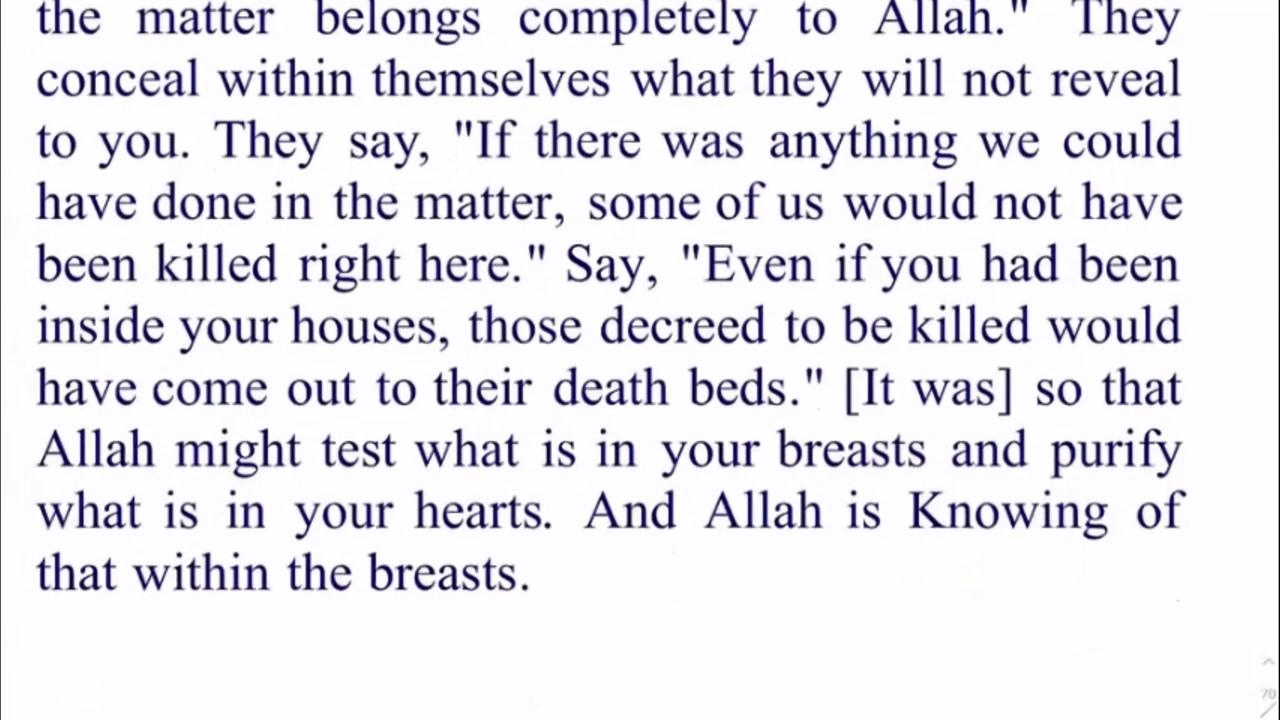 the matter belongs completely to Allah." They
conceal within themselves what they will not reveal
to you. They say, "If there was anything we could
have done in the matter, some of us would not have
been killed right here." Say, "Even if you had been
inside your houses, those decreed to be killed would
have come out to their death beds." [It was] so that
Allah might test what is in your breasts and purify
what is in your hearts. And Allah is Knowing of
that within the breasts.
70